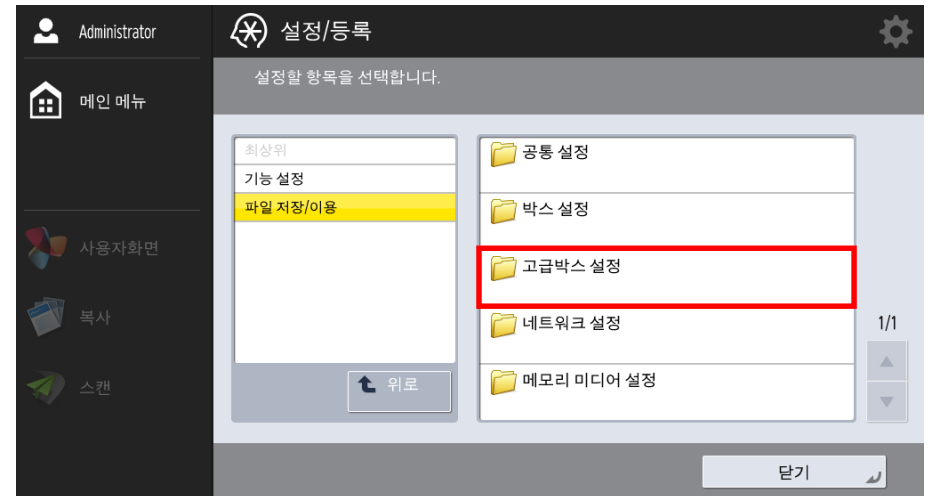 Administrator
설정/등록
메인 메뉴
설정할 항목을 선택합니다.
최상위
기능 설정
파일 저장/이용
공통 설정
박스 설정
고급박스 설정
네트워크 설정
메모리 미디어 설정
사용자화면
복사
스캔
1/1
위로
닫기